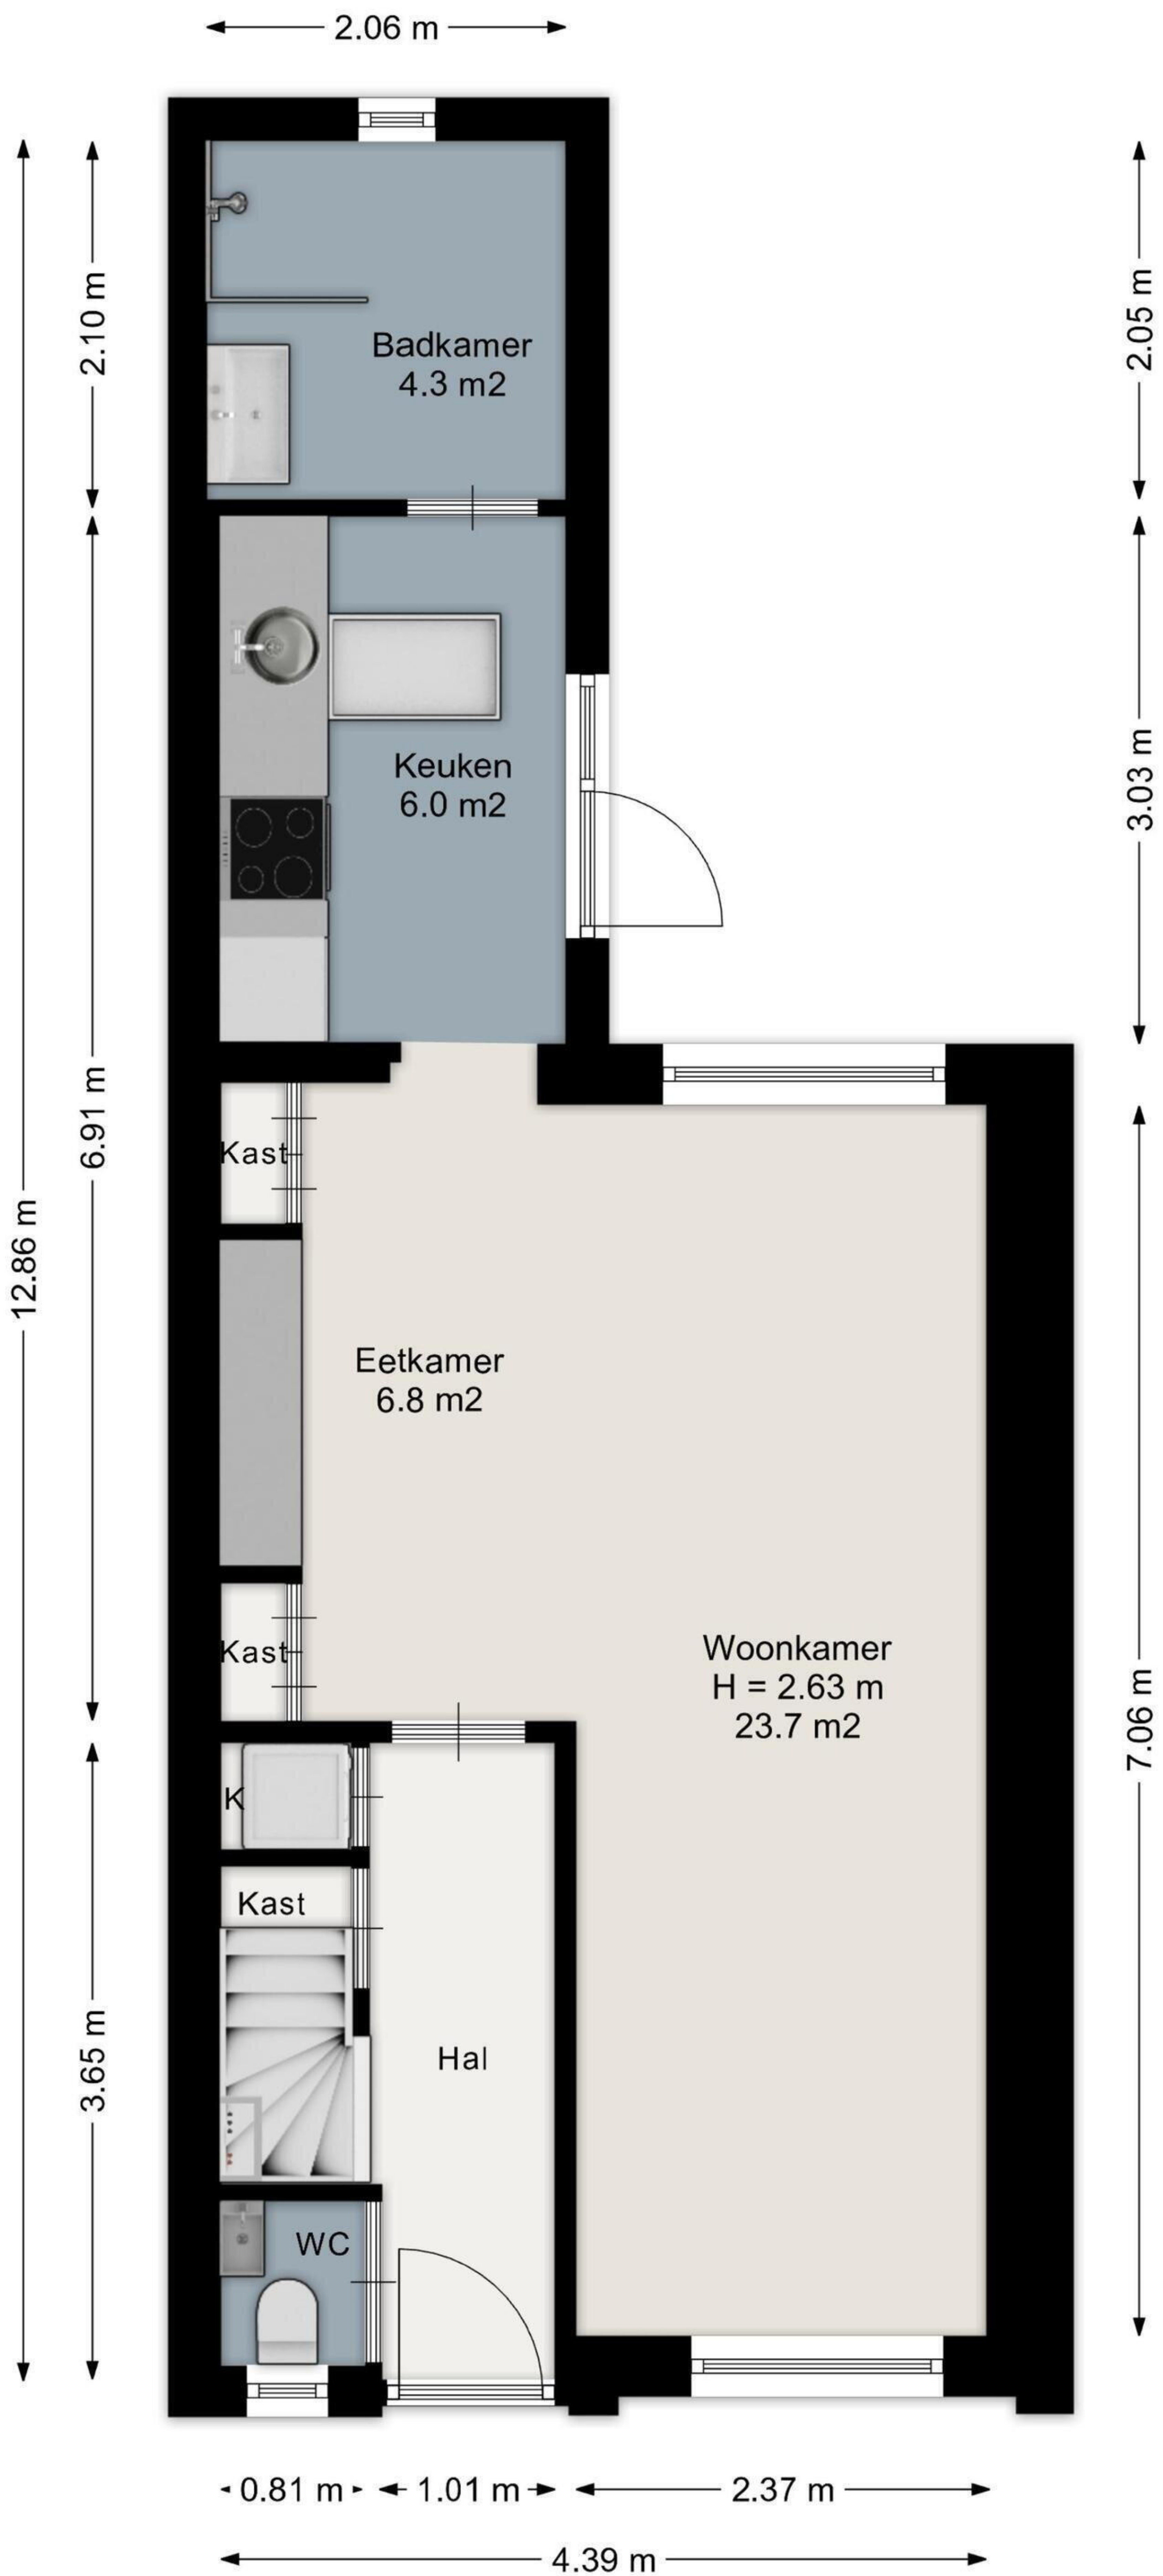 2.06 m
2.10 m
2.05 m
Badkamer
4.3 m2
Keuken
6.0 m2
3.03 m
6.91 m
12.86 m
Kast
Eetkamer
6.8 m2
Kast
Woonkamer
H = 2.63 m
23.7 m2
7.06 m
K
Kast
3.65 m
Hal
WC
0.81 m
1.01 m
2.37 m
4.39 m